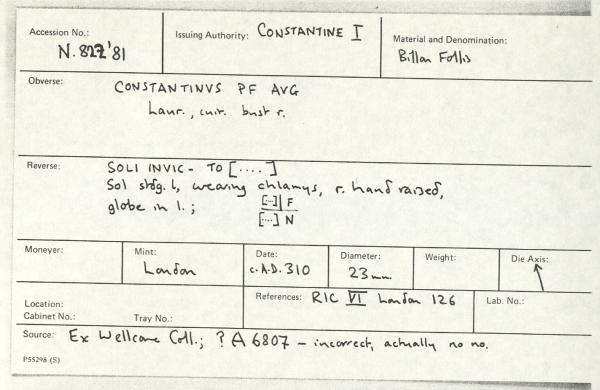 Accession No.:
N.827'81
Issuing Authority: CONSTANTINE I
Material and Denomination:
Billon Follis
Obverse:
CONSTANTINVS PF AVG
Laur., cuir. bust r.
Reverse:
SOLI INVIC- TO [....]
Sol stdg. l, wearing chlamys, r. hand raised,
globe in l.; [...]| F
[...] N
Moneyer:
Mint:
London
Date:
c. A.D. 310
Diameter:
23mm
Weight:
Die Axis:
↖
Location:
Cabinet No.:
Tray No.:
References: RIC VI London 126
Lab. No.:
Source: Ex Wellcome Coll.; ? A 6807 – incorrect, actually no no.
P55298 (S)